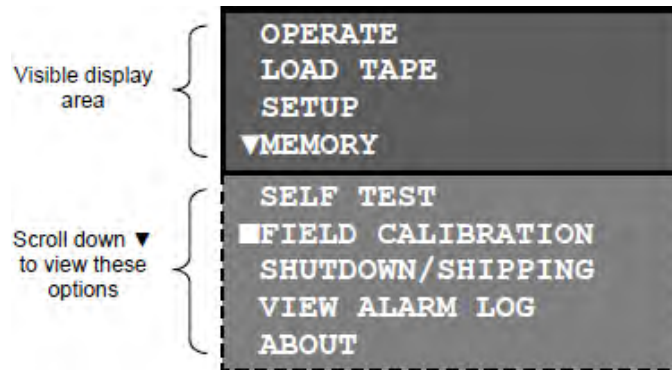 Visible display
area
OPERATE
LOAD TAPE
SETUP
▼MEMORY
Scroll down ▼
to view these
options
SELF TEST
■FIELD CALIBRATION
SHUTDOWN/SHIPPING
VIEW ALARM LOG
ABOUT